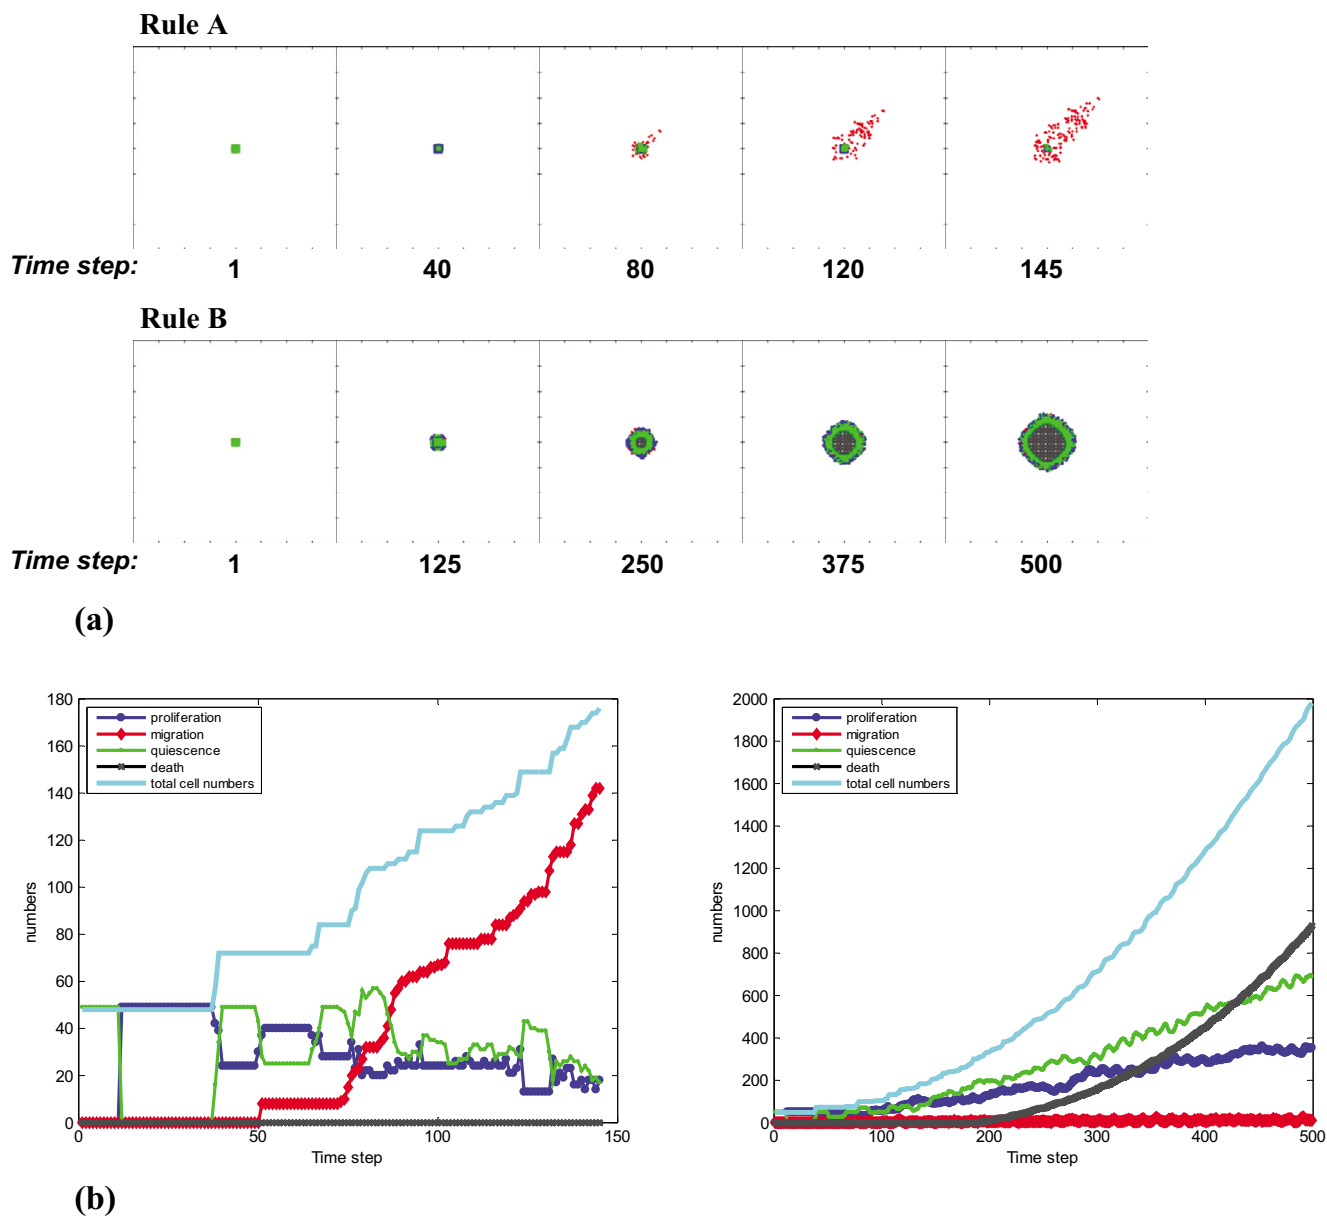 Rule A
Time step: 1 40 80 120 145
Rule B
Time step: 1 125 250 375 500
(a)
180
160
140
120
100
80
60
40
20
0
0 50 100 150
numbers
Time step
proliferation
migration
quiescence
death
total cell numbers
2000
1800
1600
1400
1200
1000
800
600
400
200
0
0 100 200 300 400 500
numbers
Time step
proliferation
migration
quiescence
death
total cell numbers
(b)